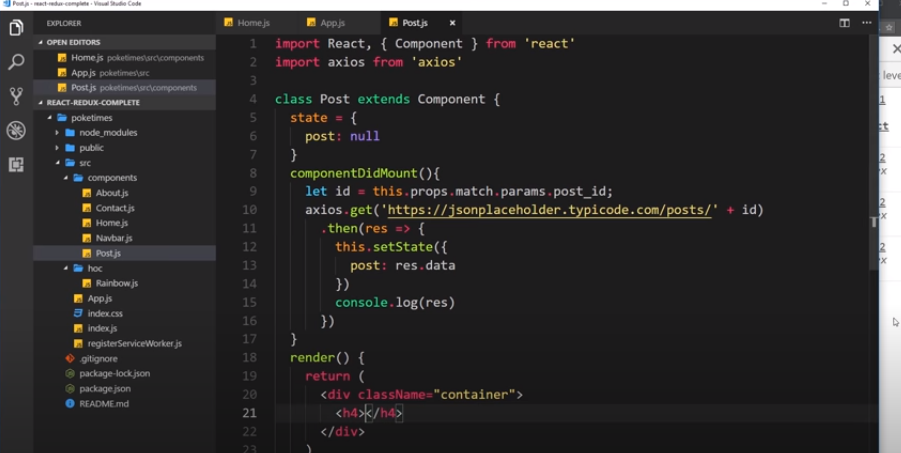 Post.js - react-redux-complete - Visual Studio Code
EXPLORER
OPEN EDITORS
Home.js poketimes\src\components
App.js poketimes\src
Post.js poketimes\src\components
REACT-REDUX-COMPLETE
poketimes
node_modules
public
src
components
About.js
Contact.js
Home.js
Navbar.js
Post.js
hoc
Rainbow.js
App.js
index.css
index.js
registerServiceWorker.js
.gitignore
package-lock.json
package.json
README.md
Home.js App.js Post.js
1 import React, { Component } from 'react'
2 import axios from 'axios'
3
4 class Post extends Component {
5 state = {
6 post: null
7 }
8 componentDidMount(){
9 let id = this.props.match.params.post_id;
10 axios.get('https://jsonplaceholder.typicode.com/posts/' + id)
11 .then(res => {
12 this.setState({
13 post: res.data
14 })
15 console.log(res)
16 })
17 }
18 render() {
19 return (
20 <div className="container">
21 <h4></h4>
22 </div>
23 )
leve